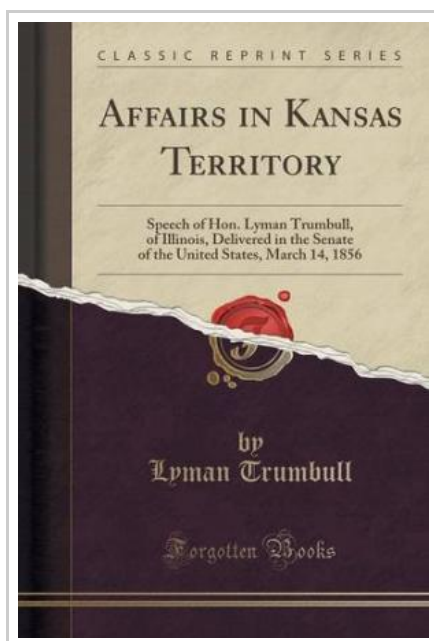 CLASSIC REPRINT SERIES
AFFAIRS IN KANSAS
TERRITORY
Speech of Hon. Lyman Trumbull,
of Illinois, Delivered in the Senate
of the United States, March 14, 1856
by
Lyman Trumbull
Forgotten Books